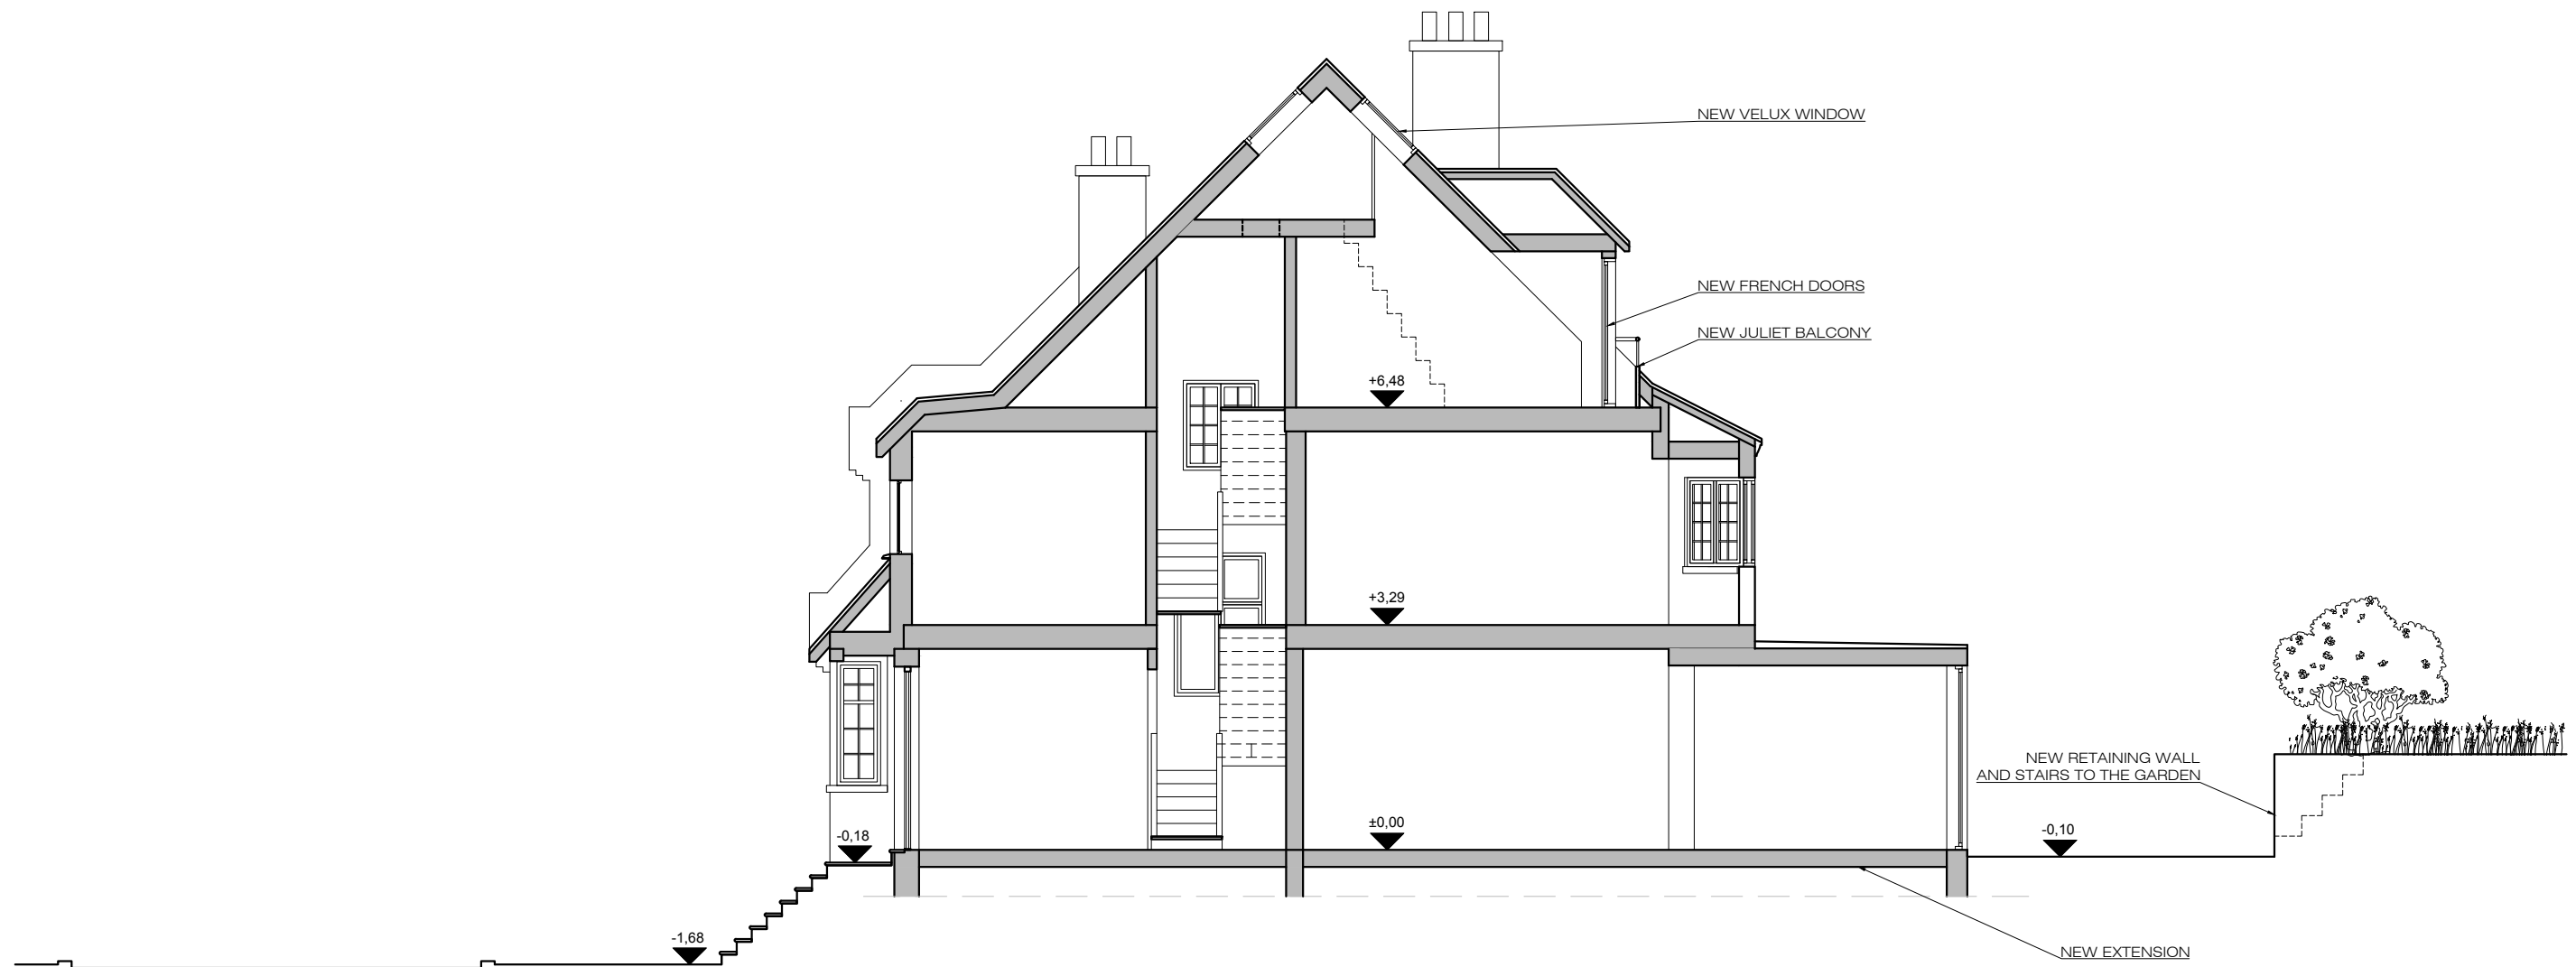 NEW VELUX WINDOW
NEW FRENCH DOORS
NEW JULIET BALCONY
+6,48
+3,29
NEW RETAINING WALL
AND STAIRS TO THE GARDEN
±0,00
-0,18
-0,10
-1,68
NEW EXTENSION